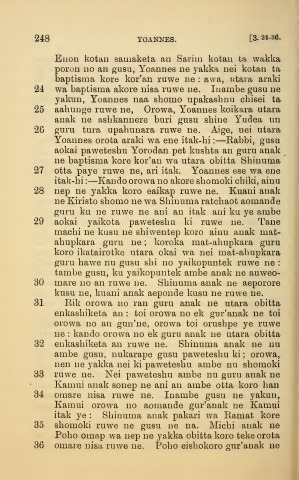 248 YOANNES. [3. 24-36.
Enon kotan samaketa an Sarim kotan ta wakka
poron no an gusu, Yoannes ne yakka nei kotan ta
baptisma kore kor'an ruwe ne: awa, utara araki
24 wa baptisma akore nisa ruwe ne. Inambe gusu ne
yakun, Yoannes naa shomo upakashnu chisei ta
25 aahunge ruwe ne, Orowa, Yoannes koikara utara
anak ne ashkannere buri gusu shine Yudea un
26 guru tura upahunara ruwe ne. Aige, nei utara
Yoannes orota araki wa ene itak-hi:—Rabbi, gusu
aokai paweteshu Yorodan pet kushta an guru anak
ne baptisma kore kor'an wa utara obitta Shinuma
27 otta paye ruwe ne, ari itak. Yoannes ese wa ene
itak-hi:—Kando orowa no akore shomoki chiki, ainu
28 nep ne yakka koro eaikap ruwe ne. Kuani anak
ne Kiristo shomo ne wa Shinuma ratchaot aomande
guru ku ne ruwe ne ani an itak ani ku ye ambe
29 aokai yaikota paweteshu ki ruwe ne. Tane
machi ne kusu ne shiwentep koro ainu anak mat-
ahupkara guru ne; koroka mat-ahupkara guru
koro ikatairotke utara okai wa nei mat-ahupkara
guru hawe nu gusu shi no yaikopuntek ruwe ne:
tambe gusu, ku yaikopuntek ambe anak ne auweo-
30 mare no an ruwe ne. Shinuma anak ne aeporore
kusu ne, kuani anak aeponde kusu ne ruwe ne.
31 Rik orowa no ran guru anak ne utara obitta
enkashiketa an: toi orowa no ek gur'anak ne toi
orowa no an gun'ne, orowa toi orushpe ye ruwe
ne: kando orowa no ek guru anak ne utara obitta
32 enkashiketa an ruwe ne. Shinuma anak ne nu
ambe gusu, nukarape gusu paweteshu ki; orowa,
nen ne yakka nei ki paweteshu ambe nu shomoki
33 ruwe ne. Nei paweteshu ambe nu guru anak ne
Kamui anak sonep ne ani an ambe otta koro han
34 omare nisa ruwe ne. Inambe gusu ne yakun,
Kamui orowa no aomande gur'anak ne Kamui
itak ye: Shinuma anak pakari wa Ramat kore
35 shomoki ruwe ne gusu ne na. Michi anak ne
Poho omap wa nep ne yakka obitta koro teke orota
36 omare nisa ruwe ne. Poho eishokoro gur'anak ne